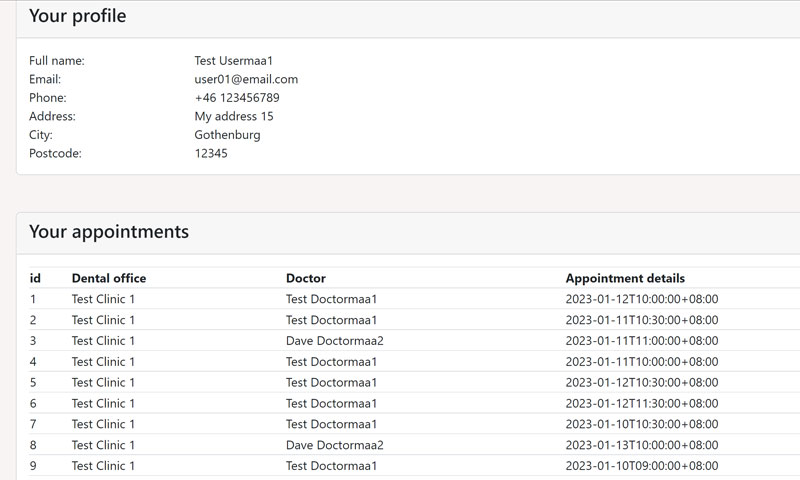 Your profile
Full name: Test Usermaa1
Email: user01@email.com
Phone: +46 123456789
Address: My address 15
City: Gothenburg
Postcode: 12345
Your appointments
id Dental office Doctor Appointment details
1 Test Clinic 1 Test Doctormaa1 2023-01-12T10:00:00+08:00
2 Test Clinic 1 Test Doctormaa1 2023-01-11T10:30:00+08:00
3 Test Clinic 1 Dave Doctormaa2 2023-01-11T11:00:00+08:00
4 Test Clinic 1 Test Doctormaa1 2023-01-11T10:00:00+08:00
5 Test Clinic 1 Test Doctormaa1 2023-01-12T10:30:00+08:00
6 Test Clinic 1 Test Doctormaa1 2023-01-12T11:30:00+08:00
7 Test Clinic 1 Test Doctormaa1 2023-01-10T10:30:00+08:00
8 Test Clinic 1 Dave Doctormaa2 2023-01-13T10:00:00+08:00
9 Test Clinic 1 Test Doctormaa1 2023-01-10T09:00:00+08:00